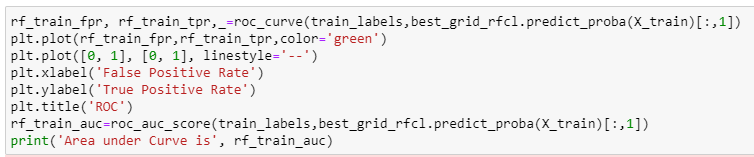 rf_train_fpr, rf_train_tpr,_=roc_curve(train_labels,best_grid_rfcl.predict_proba(X_train)[:,1])
plt.plot(rf_train_fpr,rf_train_tpr,color='green')
plt.plot([0, 1], [0, 1], linestyle='--')
plt.xlabel('False Positive Rate')
plt.ylabel('True Positive Rate')
plt.title('ROC')
rf_train_auc=roc_auc_score(train_labels,best_grid_rfcl.predict_proba(X_train)[:,1])
print('Area under Curve is', rf_train_auc)